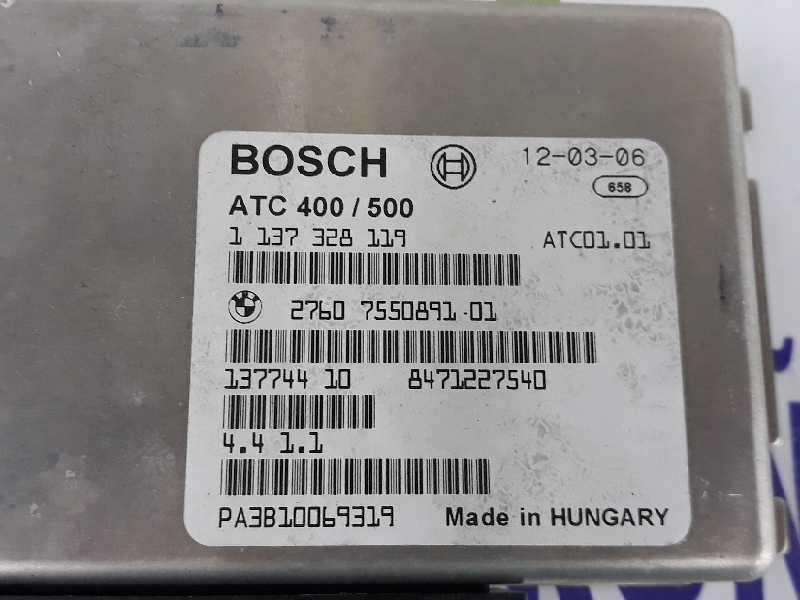 BOSCH 12-03-06
658
ATC 400 / 500
1 137 328 119 ATC01.01
2760 7550891.01
137744 10 8471227540
4.4 1.1
PA3B10069319 Made in HUNGARY